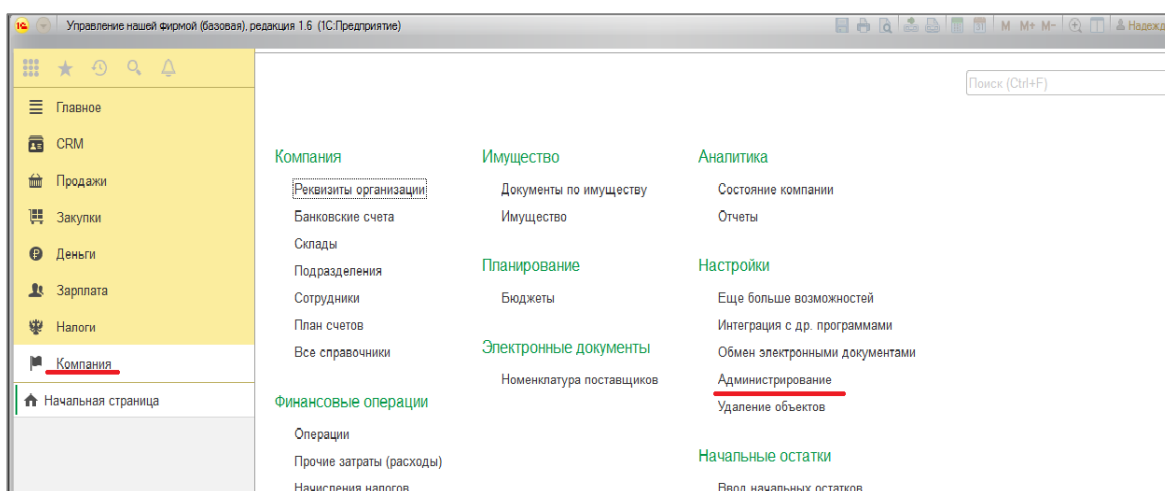 1С Управление нашей фирмой (базовая), редакция 1.6 (1С:Предприятие)
M M+ M-
Поиск (Ctrl+F)
Главное
CRM
Продажи
Закупки
Деньги
Зарплата
Налоги
Компания
Начальная страница
Компания
Реквизиты организации
Банковские счета
Склады
Подразделения
Сотрудники
План счетов
Все справочники
Финансовые операции
Операции
Прочие затраты (расходы)
Начисления налогов
Имущество
Документы по имуществу
Имущество
Планирование
Бюджеты
Электронные документы
Номенклатура поставщиков
Аналитика
Состояние компании
Отчеты
Настройки
Еще больше возможностей
Интеграция с др. программами
Обмен электронными документами
Администрирование
Удаление объектов
Начальные остатки
Ввод начальных остатков